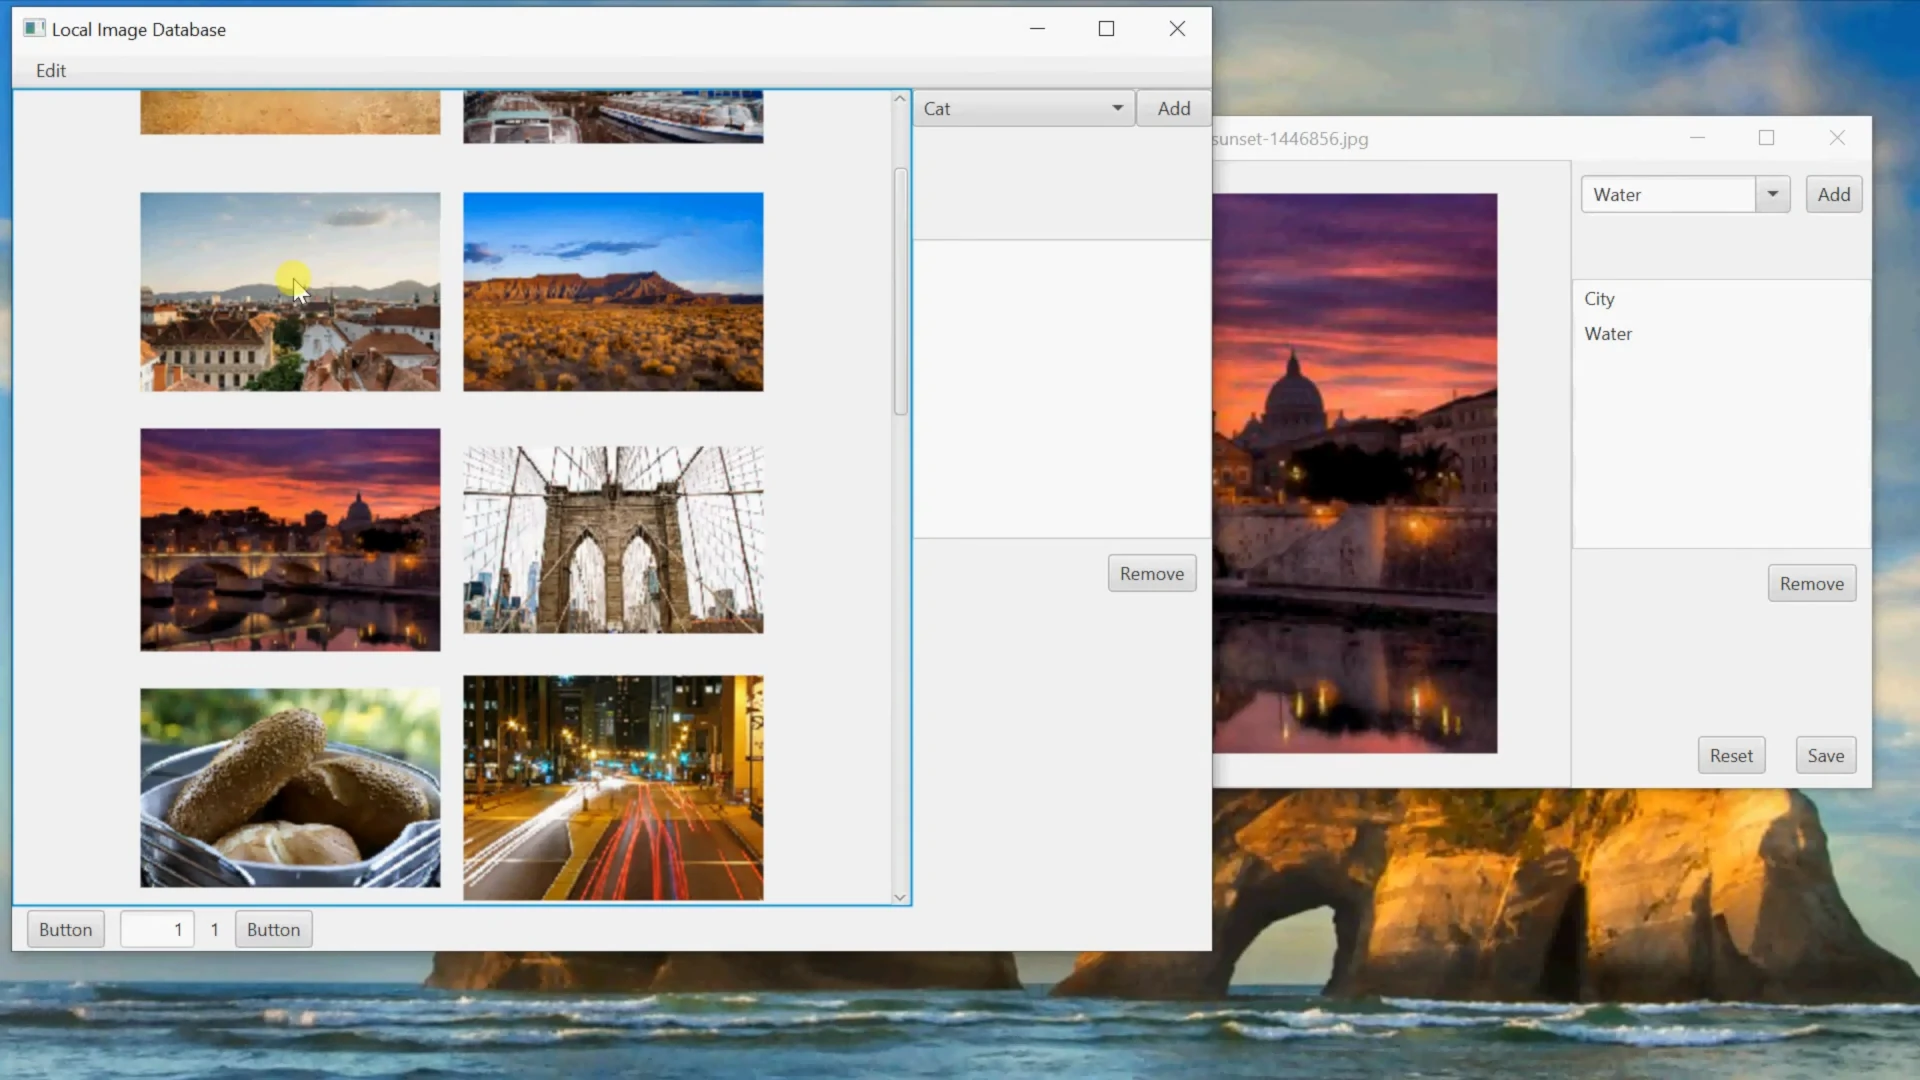 Local Image Database
Edit
Cat
Add
Remove
Button
1
1
Button
sunset-1446856.jpg
Water
Add
City
Water
Remove
Reset
Save